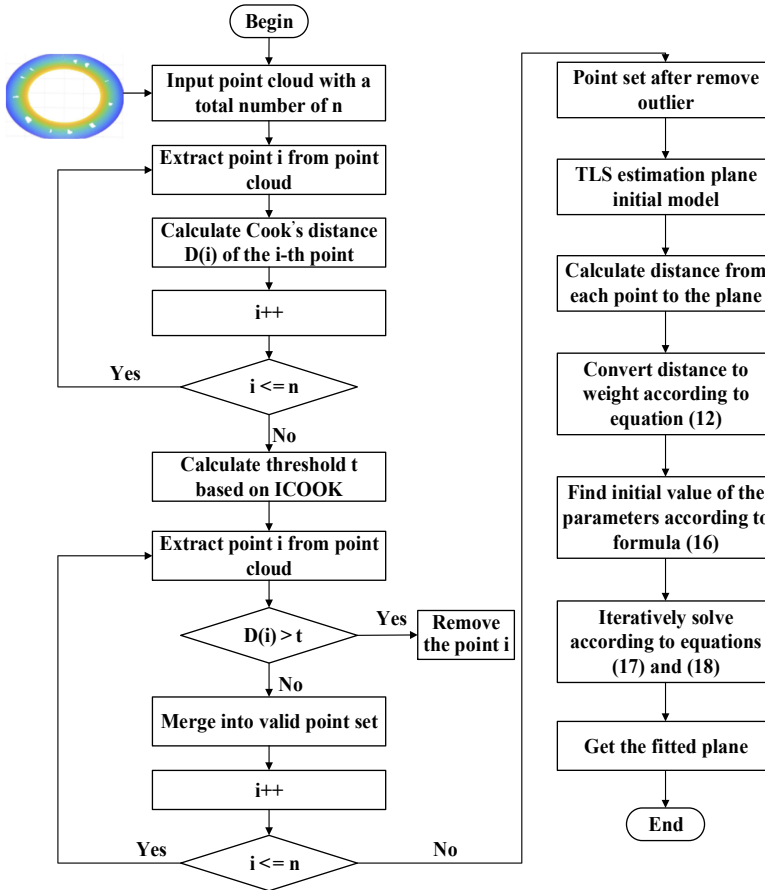 Begin
Input point cloud with a
total number of n
Extract point i from point
cloud
Calculate Cook's distance
D(i) of the i-th point
i++
Yes
i <= n
No
Calculate threshold t
based on ICOOK
Extract point i from point
cloud
D(i) > t
Yes
Remove
the point i
No
Merge into valid point set
i++
Yes
i <= n
No
Point set after remove
outlier
TLS estimation plane
initial model
Calculate distance from
each point to the plane
Convert distance to
weight according to
equation (12)
Find initial value of the
parameters according to
formula (16)
Iteratively solve
according to equations
(17) and (18)
Get the fitted plane
End